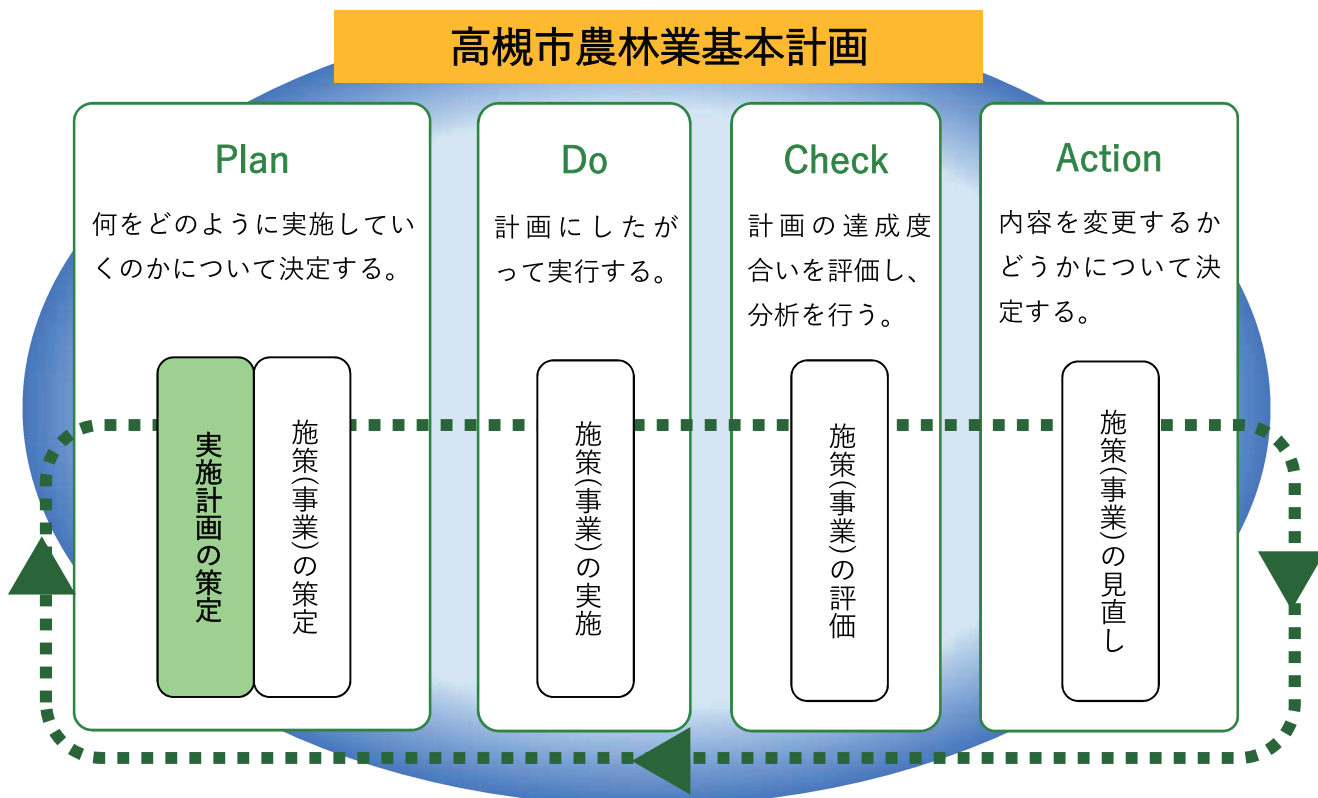 高槻市農林業基本計画
Plan
何をどのように実施してい
くのかについて決定する。
実施計画の策定
施策(事業)の策定
Do
計画にしたが
って実行する。
施策(事業)の実施
Check
計画の達成度
合いを評価し、
分析を行う。
施策(事業)の評価
Action
内容を変更するか
どうかについて決
定する。
施策(事業)の見直し